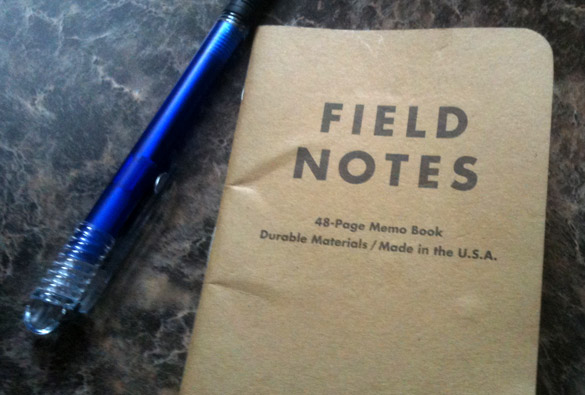 FIELD
NOTES
48-Page Memo Book
Durable Materials / Made in the U.S.A.